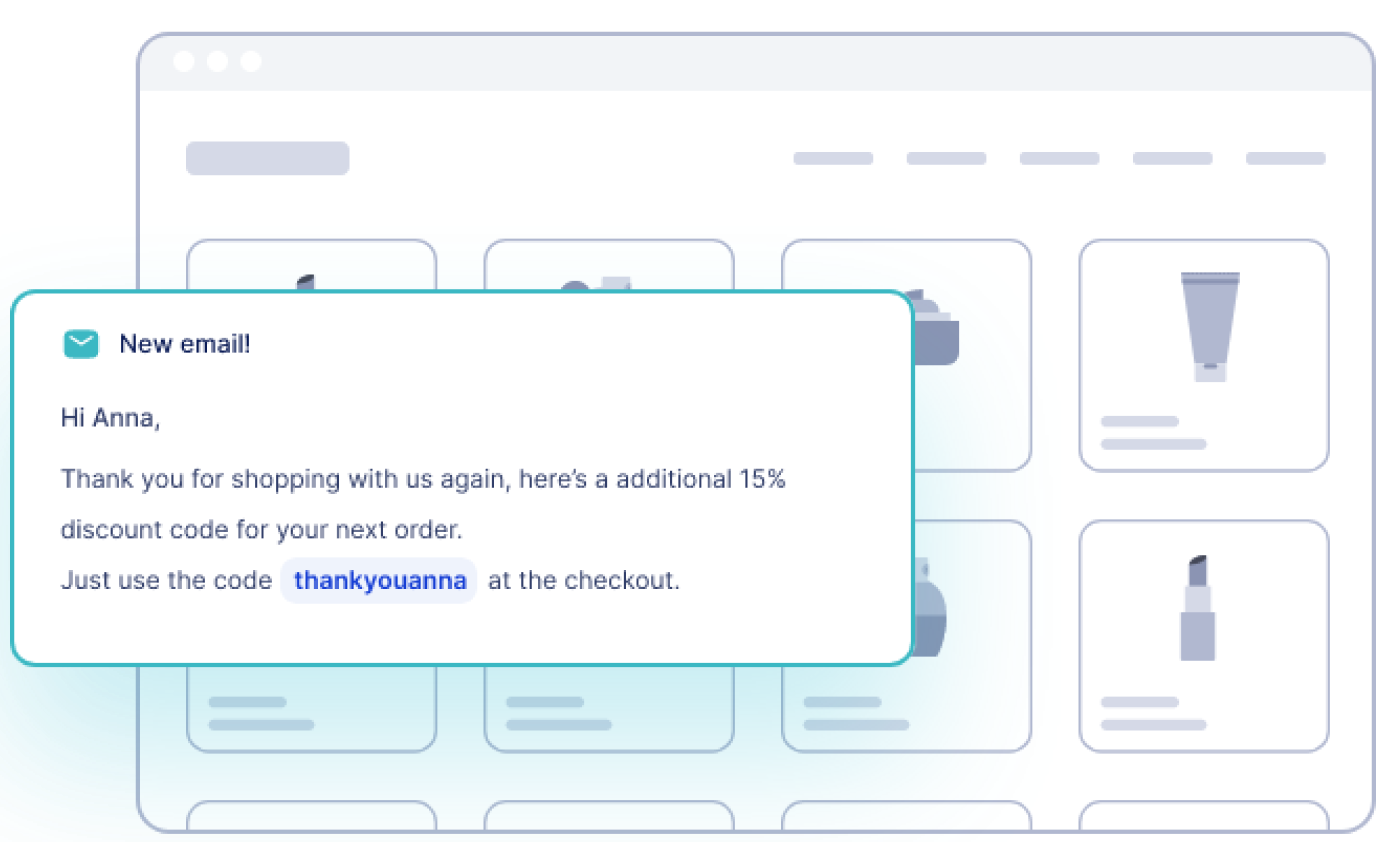 New email!
Hi Anna,
Thank you for shopping with us again, here’s a additional 15%
discount code for your next order.
Just use the code thankyouanna at the checkout.